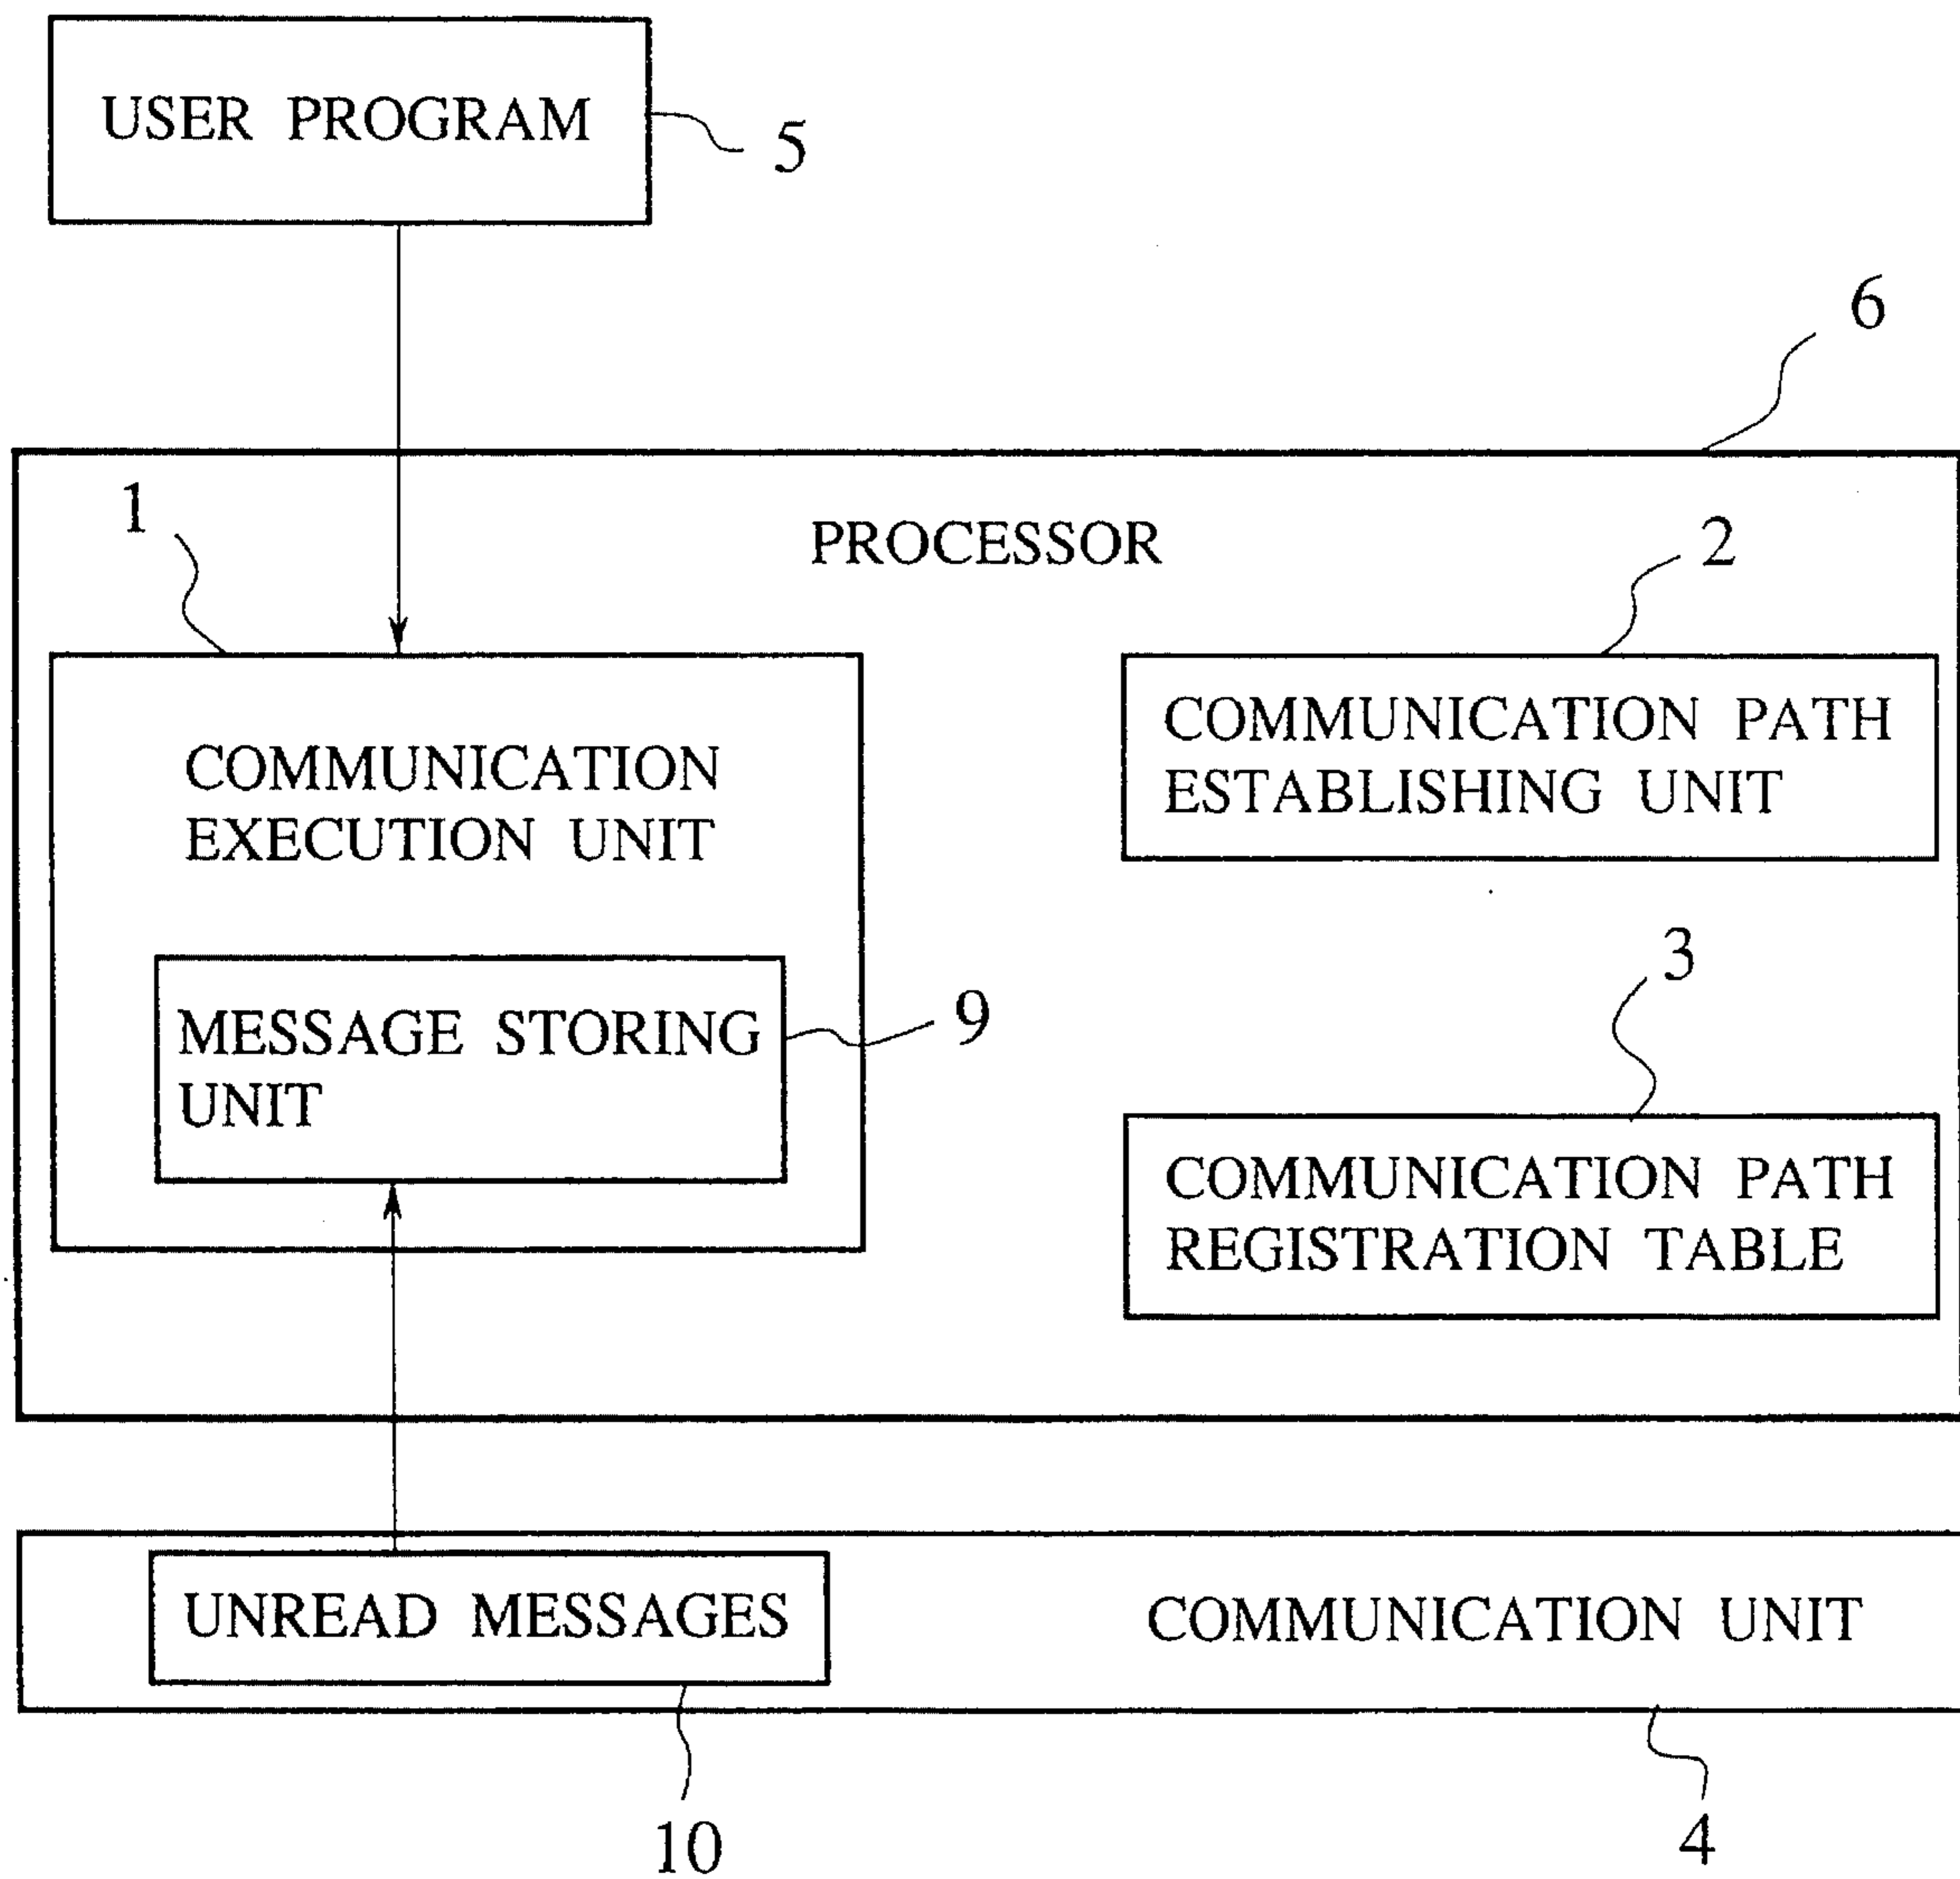 USER PROGRAM
5
6
PROCESSOR
1
2
COMMUNICATION
EXECUTION UNIT
COMMUNICATION PATH
ESTABLISHING UNIT
MESSAGE STORING
UNIT
9
3
COMMUNICATION PATH
REGISTRATION TABLE
UNREAD MESSAGES
COMMUNICATION UNIT
10
4